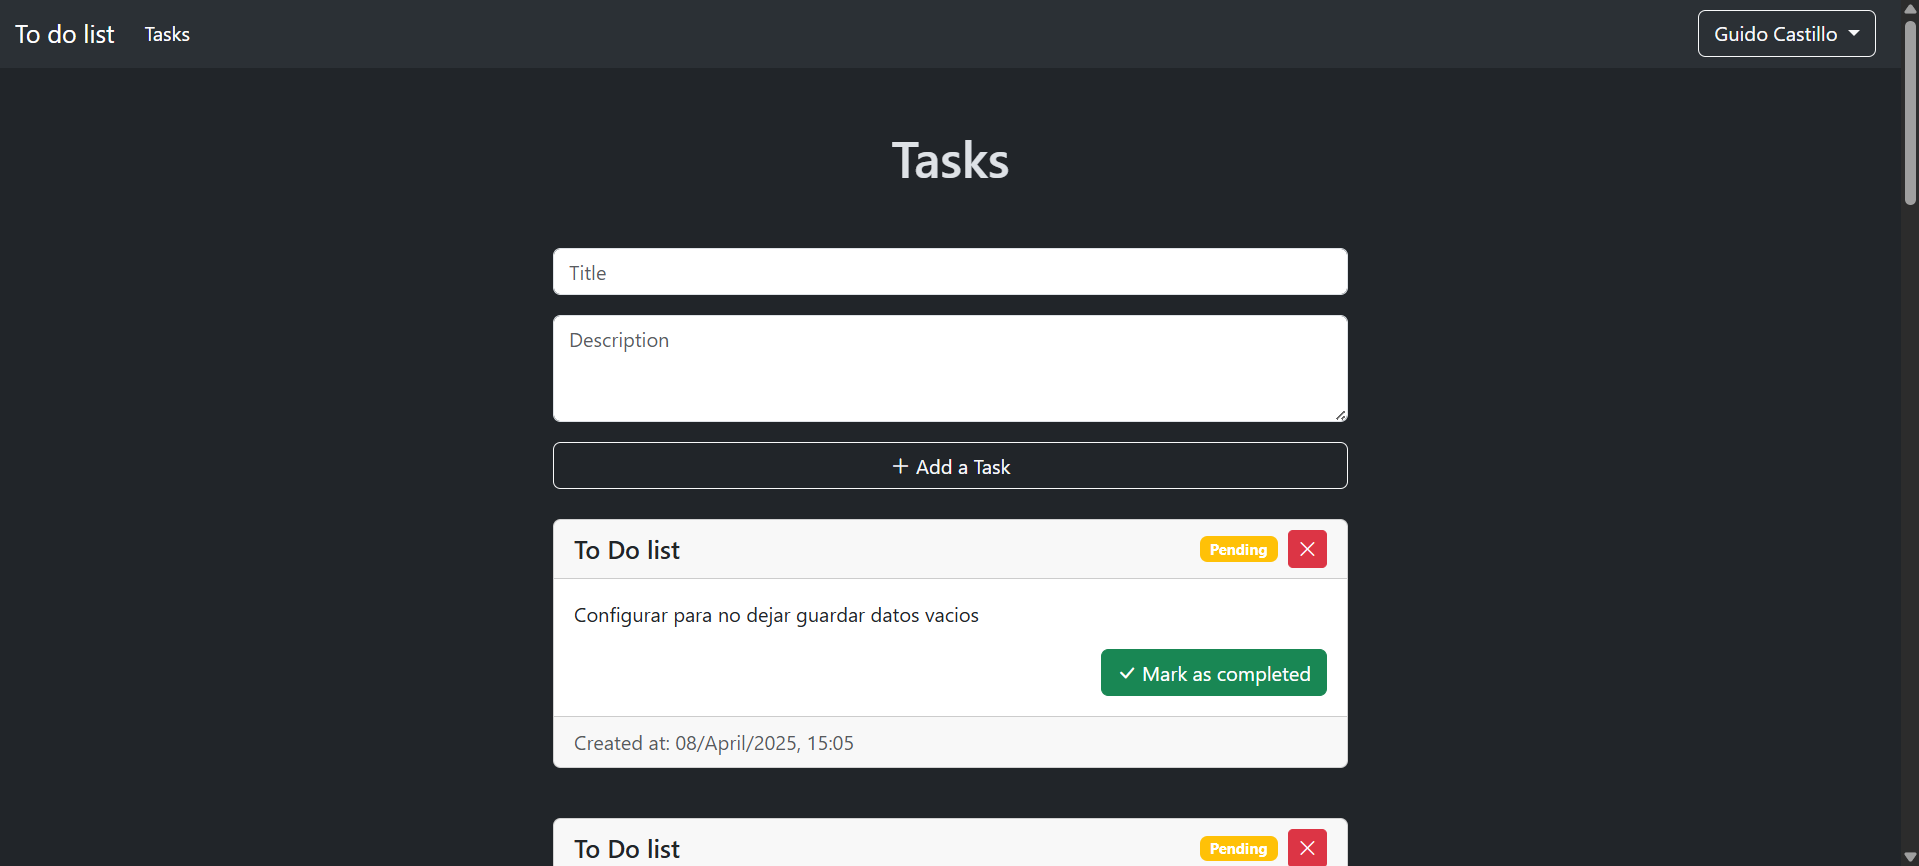 To do list Tasks Guido Castillo
Tasks
Title
Description
+ Add a Task
To Do list Pending
Configurar para no dejar guardar datos vacios
Mark as completed
Created at: 08/April/2025, 15:05
To Do list Pending